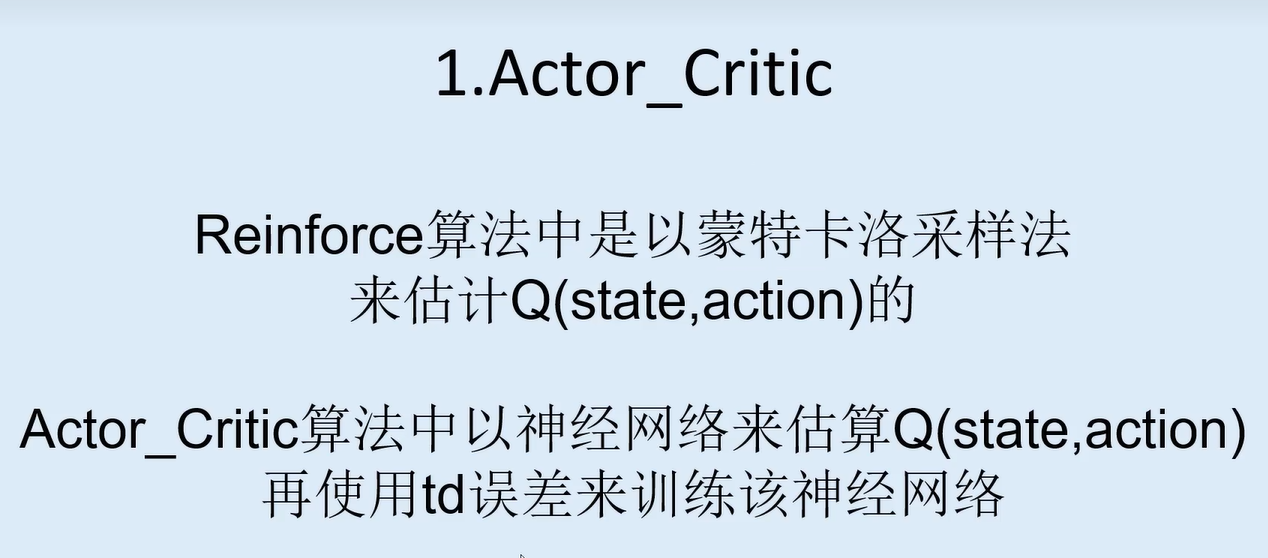 1.Actor_Critic
Reinforce算法中是以蒙特卡洛采样法
来估计Q(state,action)的
Actor_Critic算法中以神经网络来估算Q(state,action)
再使用td误差来训练该神经网络